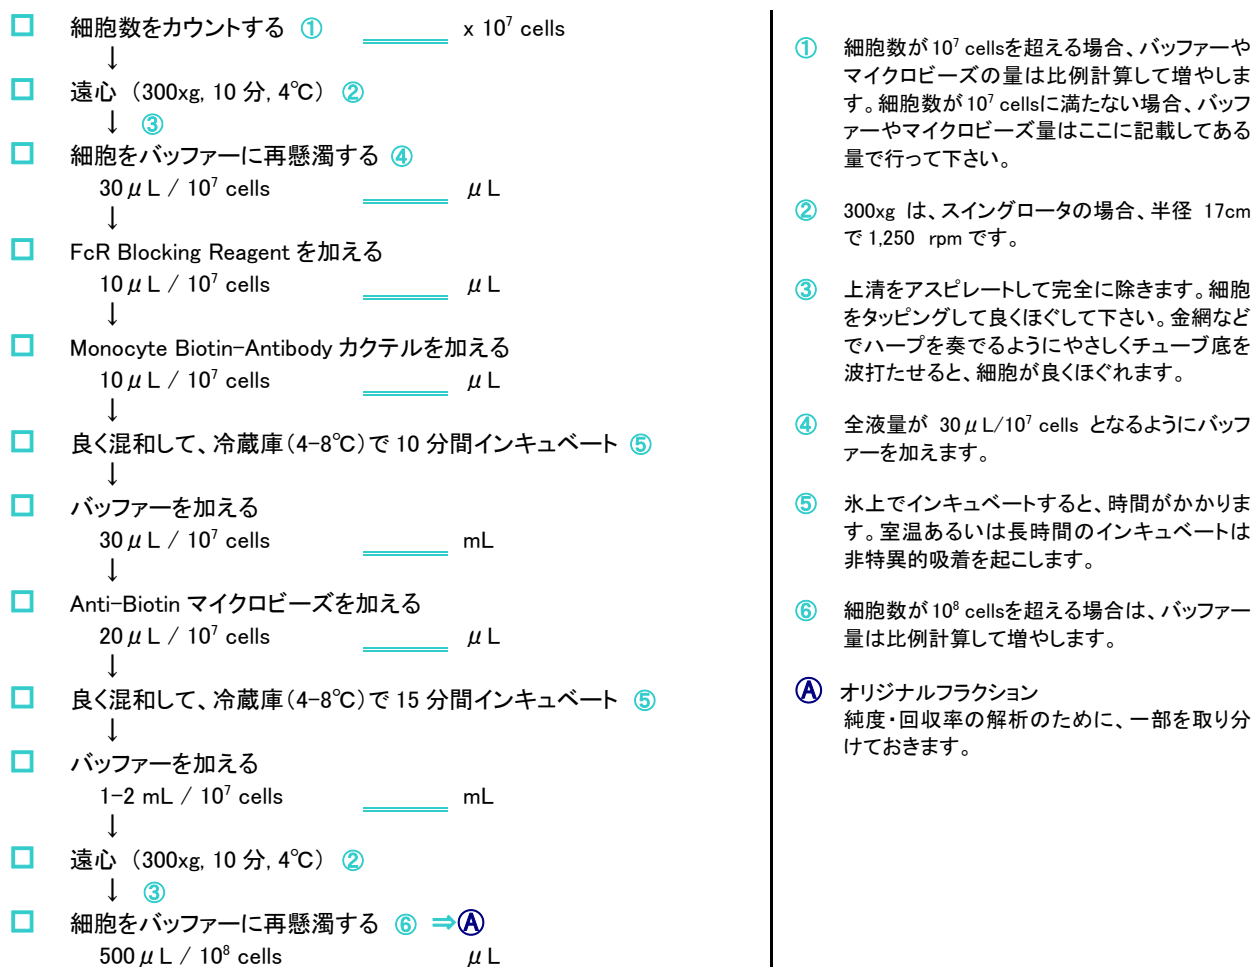 □ 細胞数をカウントする ① ______ x 10⁷ cells
↓
□ 遠心 (300xg, 10 分, 4℃) ②
↓ ③
□ 細胞をバッファーに再懸濁する ④
30μL / 10⁷ cells ______ μL
↓
□ FcR Blocking Reagent を加える
10μL / 10⁷ cells ______ μL
↓
□ Monocyte Biotin-Antibody カクテルを加える
10μL / 10⁷ cells ______ μL
↓
□ 良く混和して、冷蔵庫(4-8℃)で 10 分間インキュベート ⑤
↓
□ バッファーを加える
30μL / 10⁷ cells ______ mL
↓
□ Anti-Biotin マイクロビーズを加える
20μL / 10⁷ cells ______ μL
↓
□ 良く混和して、冷蔵庫(4-8℃)で 15 分間インキュベート ⑤
↓
□ バッファーを加える
1-2 mL / 10⁷ cells ______ mL
↓
□ 遠心 (300xg, 10 分, 4℃) ②
↓ ③
□ 細胞をバッファーに再懸濁する ⑥ ⇒Ⓐ
500μL / 10⁸ cells μL
① 細胞数が10⁷ cellsを超える場合、バッファーや
マイクロビーズの量は比例計算して増やしま
す。細胞数が10⁷ cellsに満たない場合、バッフ
ァーやマイクロビーズ量はここに記載してある
量で行って下さい。
② 300xg は、スイングロータの場合、半径 17cm
で 1,250 rpm です。
③ 上清をアスピレートして完全に除きます。細胞
をタッピングして良くほぐして下さい。金網など
でハープを奏でるようにやさしくチューブ底を
波打たせると、細胞が良くほぐれます。
④ 全液量が 30μL/10⁷ cells となるようにバッフ
ァーを加えます。
⑤ 氷上でインキュベートすると、時間がかかりま
す。室温あるいは長時間のインキュベートは
非特異的吸着を起こします。
⑥ 細胞数が10⁸ cellsを超える場合は、バッファー
量は比例計算して増やします。
Ⓐ オリジナルフラクション
純度・回収率の解析のために、一部を取り分
けておきます。